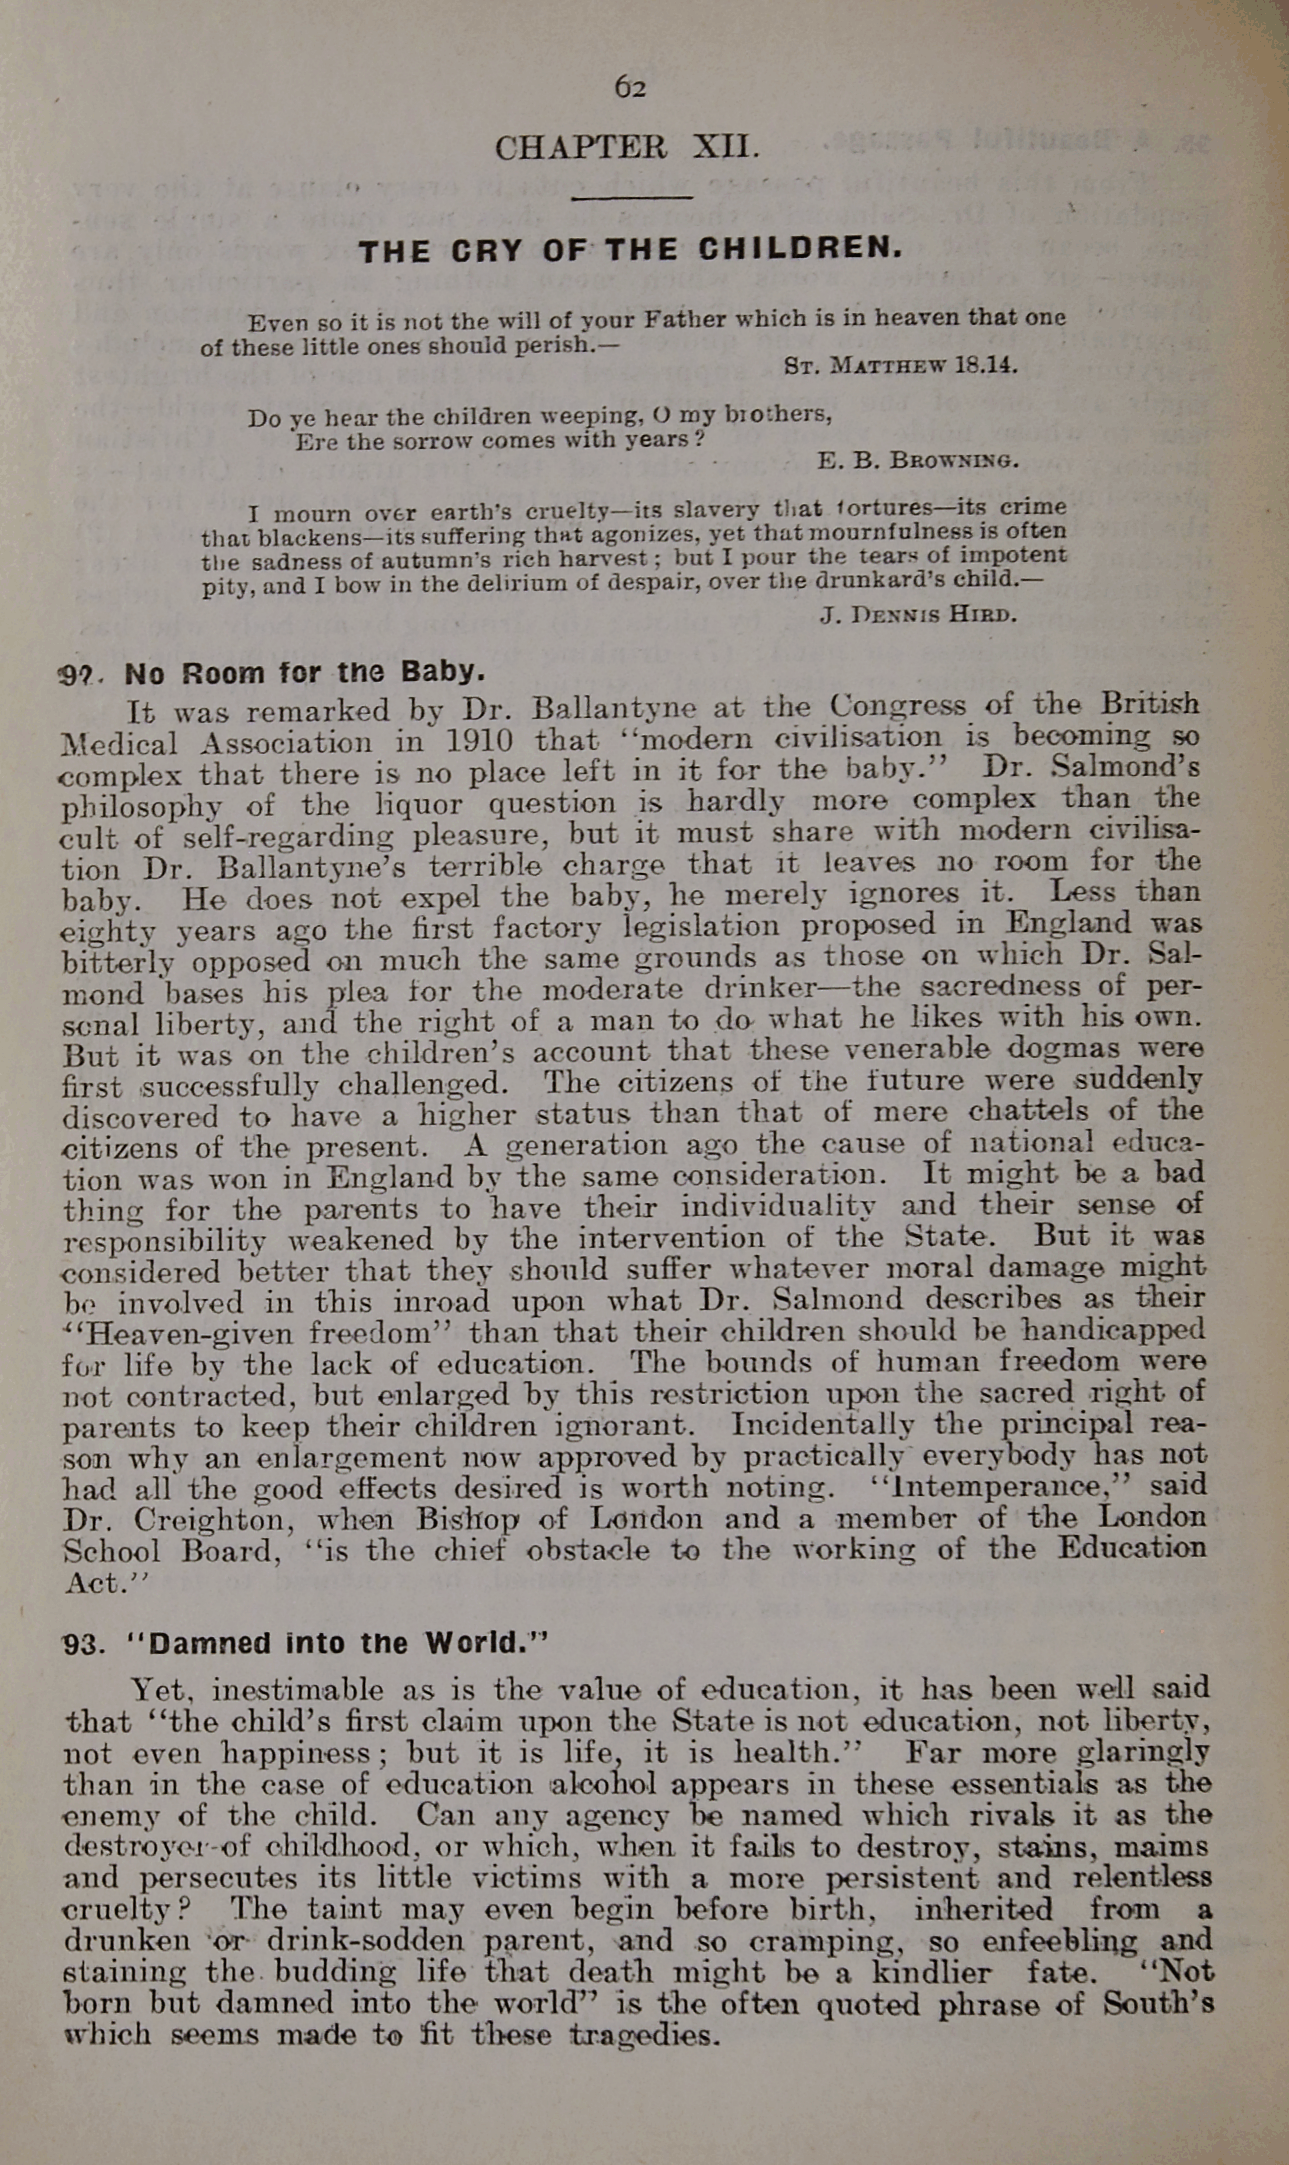 62
CHAPTER XII.
THE CRY OF THE CHILDREN.
Even so it is not the will of your Father which is in heaven that one
of these little ones should perish.—
ST. MATTHEW 18.14.
Do ye hear the children weeping, O my brothers,
Ere the sorrow comes with years?
E. B. BROWNING.
I mourn over earth's cruelty—its slavery that tortures—its crime
that blackens—its suffering that agonizes, yet that mournfulness is often
the sadness of autumn's rich harvest; but I pour the tears of impotent
pity, and I bow in the delirium of despair, over the drunkard's child.—
J. DENNIS HIRD.
92. No Room for the Baby.
It was remarked by Dr. Ballantyne at the Congress of the British
Medical Association in 1910 that "modern civilisation is becoming so
complex that there is no place left in it for the baby." Dr. Salmond's
philosophy of the liquor question is hardly more complex than the
cult of self-regarding pleasure, but it must share with modern civilisa-
tion Dr. Ballantyne's terrible charge that it leaves no room for the
baby. He does not expel the baby, he merely ignores it. Less than
eighty years ago the first factory legislation proposed in England was
bitterly opposed on much the same grounds as those on which Dr. Sal-
mond bases his plea for the moderate drinker—the sacredness of per-
sonal liberty, and the right of a man to do what he likes with his own.
But it was on the children's account that these venerable dogmas were
first successfully challenged. The citizens of the future were suddenly
discovered to have a higher status than that of mere chattels of the
citizens of the present. A generation ago the cause of national educa-
tion was won in England by the same consideration. It might be a bad
thing for the parents to have their individuality and their sense of
responsibility weakened by the intervention of the State. But it was
considered better that they should suffer whatever moral damage might
be involved in this inroad upon what Dr. Salmond describes as their
"Heaven-given freedom" than that their children should be handicapped
for life by the lack of education. The bounds of human freedom were
not contracted, but enlarged by this restriction upon the sacred right of
parents to keep their children ignorant. Incidentally the principal rea-
son why an enlargement now approved by practically everybody has not
had all the good effects desired is worth noting. "Intemperance," said
Dr. Creighton, when Bishop of London and a member of the London
School Board, "is the chief obstacle to the working of the Education
Act."
93. "Damned into the World."
Yet, inestimable as is the value of education, it has been well said
that "the child's first claim upon the State is not education, not liberty,
not even happiness; but it is life, it is health." Far more glaringly
than in the case of education alcohol appears in these essentials as the
enemy of the child. Can any agency be named which rivals it as the
destroyer of childhood, or which, when it fails to destroy, stains, maims
and persecutes its little victims with a more persistent and relentless
cruelty? The taint may even begin before birth, inherited from a
drunken or drink-sodden parent, and so cramping, so enfeebling and
staining the budding life that death might be a kindlier fate. "Not
born but damned into the world" is the often quoted phrase of South's
which seems made to fit these tragedies.